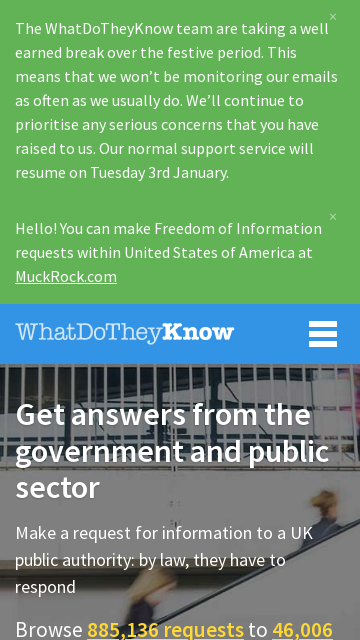 ×
The WhatDoTheyKnow team are taking a well
earned break over the festive period. This
means that we won’t be monitoring our emails
as often as we usually do. We’ll continue to
prioritise any serious concerns that you have
raised to us. Our normal support service will
resume on Tuesday 3rd January.
×
Hello! You can make Freedom of Information
requests within United States of America at
MuckRock.com
WhatDoTheyKnow
Get answers from the
government and public
sector
Make a request for information to a UK
public authority: by law, they have to
respond
Browse 885,136 requests to 46,006